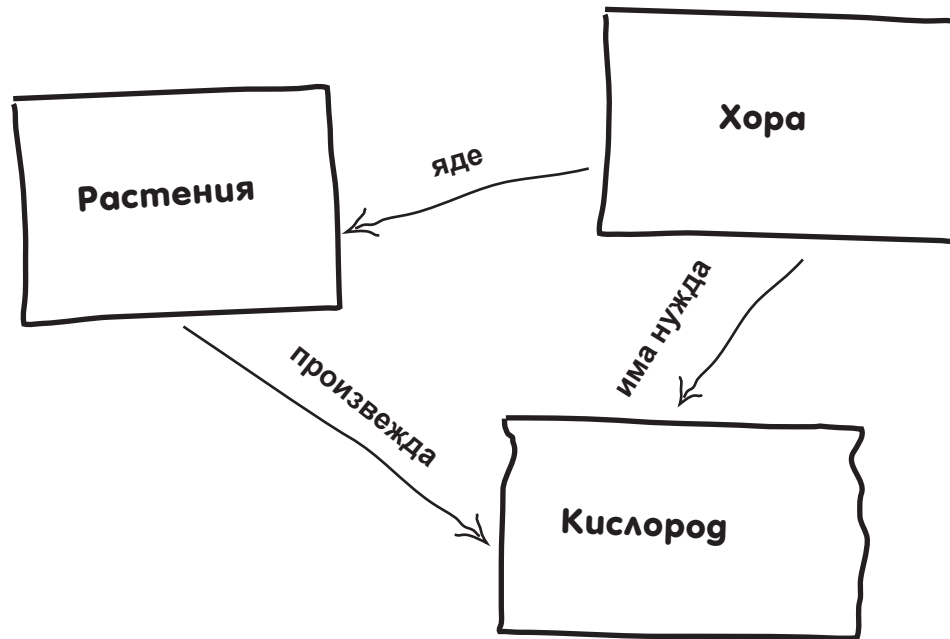 Хора
яде
Растения
има нужда
произвежда
Кислород